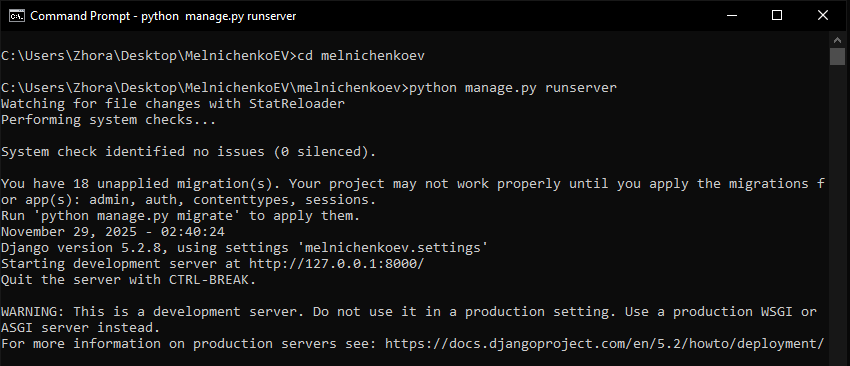 Command Prompt - python  manage.py runserver
C:\Users\Zhora\Desktop\MelnichenkoEV>cd melnichenkoev
C:\Users\Zhora\Desktop\MelnichenkoEV\melnichenkoev>python manage.py runserver
Watching for file changes with StatReloader
Performing system checks...
System check identified no issues (0 silenced).
You have 18 unapplied migration(s). Your project may not work properly until you apply the migrations f
or app(s): admin, auth, contenttypes, sessions.
Run 'python manage.py migrate' to apply them.
November 29, 2025 - 02:40:24
Django version 5.2.8, using settings 'melnichenkoev.settings'
Starting development server at http://127.0.0.1:8000/
Quit the server with CTRL-BREAK.
WARNING: This is a development server. Do not use it in a production setting. Use a production WSGI or
ASGI server instead.
For more information on production servers see: https://docs.djangoproject.com/en/5.2/howto/deployment/